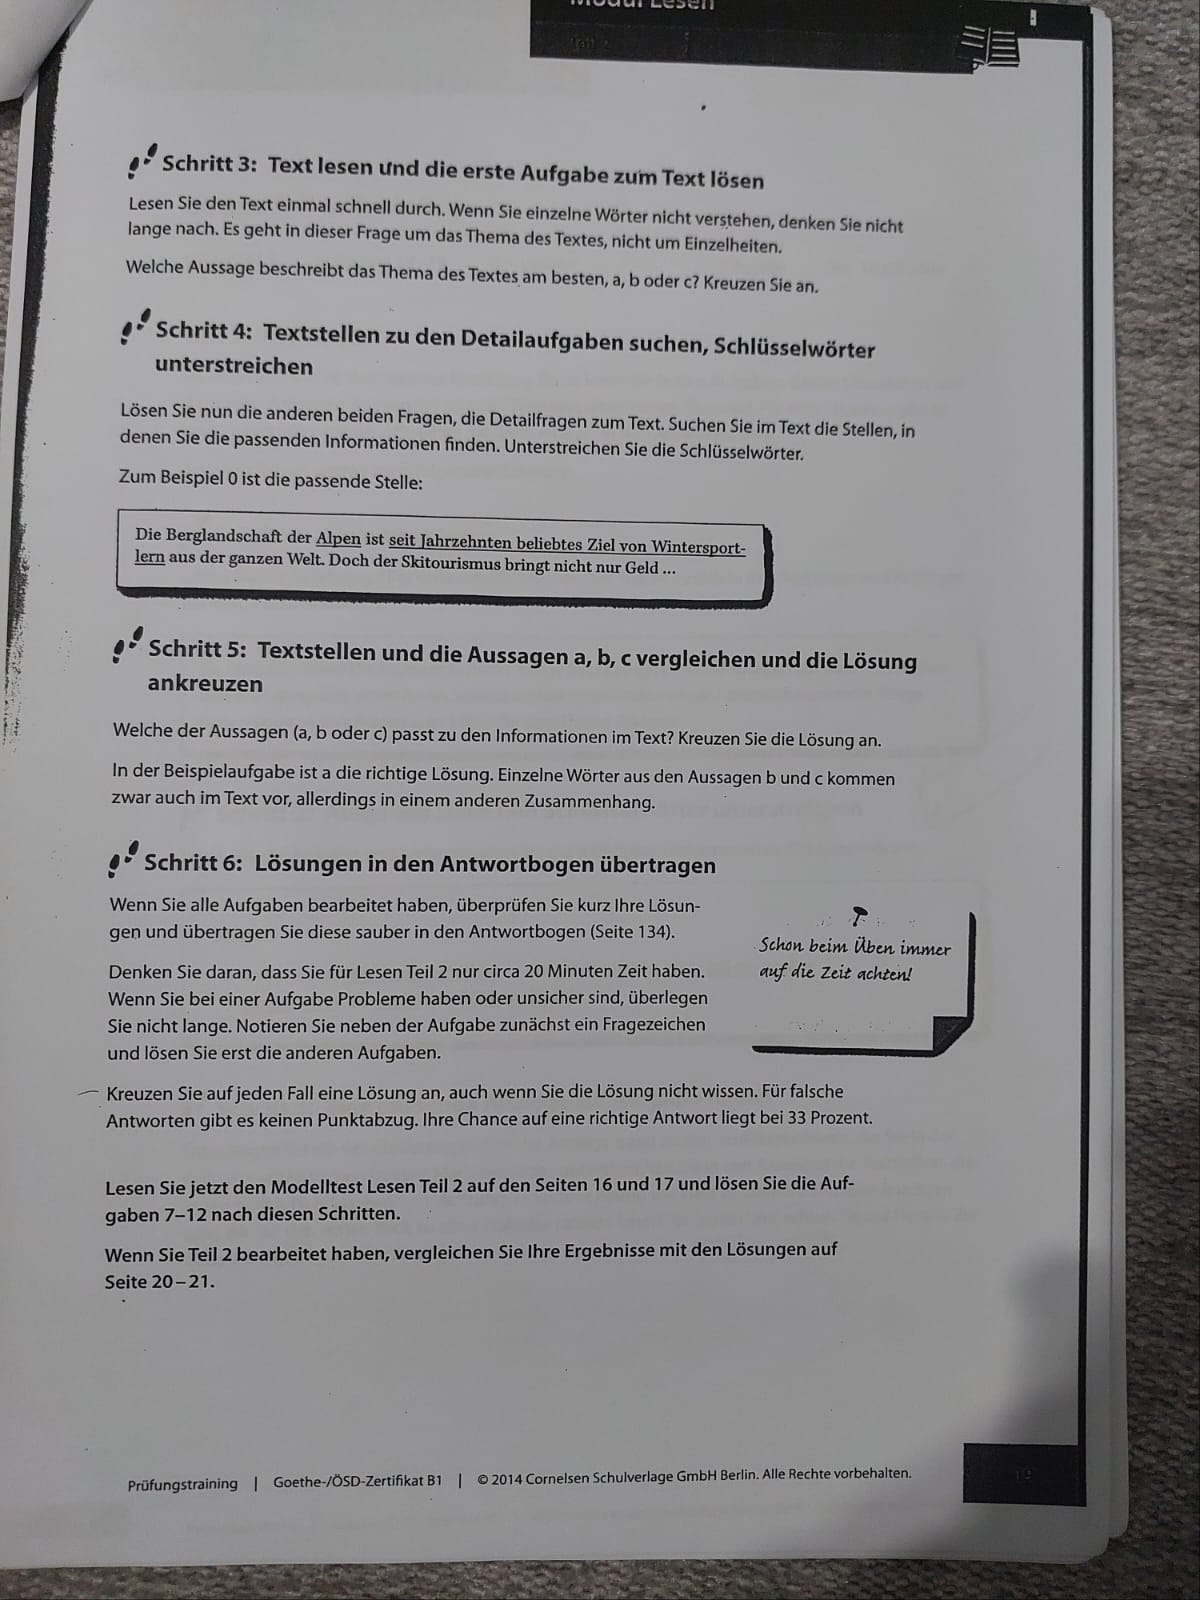 Modul Lesen
Teil 2
Schritt 3: Text lesen und die erste Aufgabe zum Text lösen
Lesen Sie den Text einmal schnell durch. Wenn Sie einzelne Wörter nicht verstehen, denken Sie nicht
lange nach. Es geht in dieser Frage um das Thema des Textes, nicht um Einzelheiten.
Welche Aussage beschreibt das Thema des Textes am besten, a, b oder c? Kreuzen Sie an.
Schritt 4: Textstellen zu den Detailaufgaben suchen, Schlüsselwörter
unterstreichen
Lösen Sie nun die anderen beiden Fragen, die Detailfragen zum Text. Suchen Sie im Text die Stellen, in
denen Sie die passenden Informationen finden. Unterstreichen Sie die Schlüsselwörter.
Zum Beispiel 0 ist die passende Stelle:
Die Berglandschaft der Alpen ist seit Jahrzehnten beliebtes Ziel von Wintersport-
lern aus der ganzen Welt. Doch der Skitourismus bringt nicht nur Geld ...
Schritt 5: Textstellen und die Aussagen a, b, c vergleichen und die Lösung
ankreuzen
Welche der Aussagen (a, b oder c) passt zu den Informationen im Text? Kreuzen Sie die Lösung an.
In der Beispielaufgabe ist a die richtige Lösung. Einzelne Wörter aus den Aussagen b und c kommen
zwar auch im Text vor, allerdings in einem anderen Zusammenhang.
Schritt 6: Lösungen in den Antwortbogen übertragen
Wenn Sie alle Aufgaben bearbeitet haben, überprüfen Sie kurz Ihre Lösun-
gen und übertragen Sie diese sauber in den Antwortbogen (Seite 134).
Denken Sie daran, dass Sie für Lesen Teil 2 nur circa 20 Minuten Zeit haben.
Wenn Sie bei einer Aufgabe Probleme haben oder unsicher sind, überlegen
Sie nicht lange. Notieren Sie neben der Aufgabe zunächst ein Fragezeichen
und lösen Sie erst die anderen Aufgaben.
Schon beim Üben immer
auf die Zeit achten!
Kreuzen Sie auf jeden Fall eine Lösung an, auch wenn Sie die Lösung nicht wissen. Für falsche
Antworten gibt es keinen Punktabzug. Ihre Chance auf eine richtige Antwort liegt bei 33 Prozent.
Lesen Sie jetzt den Modelltest Lesen Teil 2 auf den Seiten 16 und 17 und lösen Sie die Auf-
gaben 7–12 nach diesen Schritten.
Wenn Sie Teil 2 bearbeitet haben, vergleichen Sie Ihre Ergebnisse mit den Lösungen auf
Seite 20–21.
Prüfungstraining | Goethe-/ÖSD-Zertifikat B1 | © 2014 Cornelsen Schulverlage GmbH Berlin. Alle Rechte vorbehalten.
19